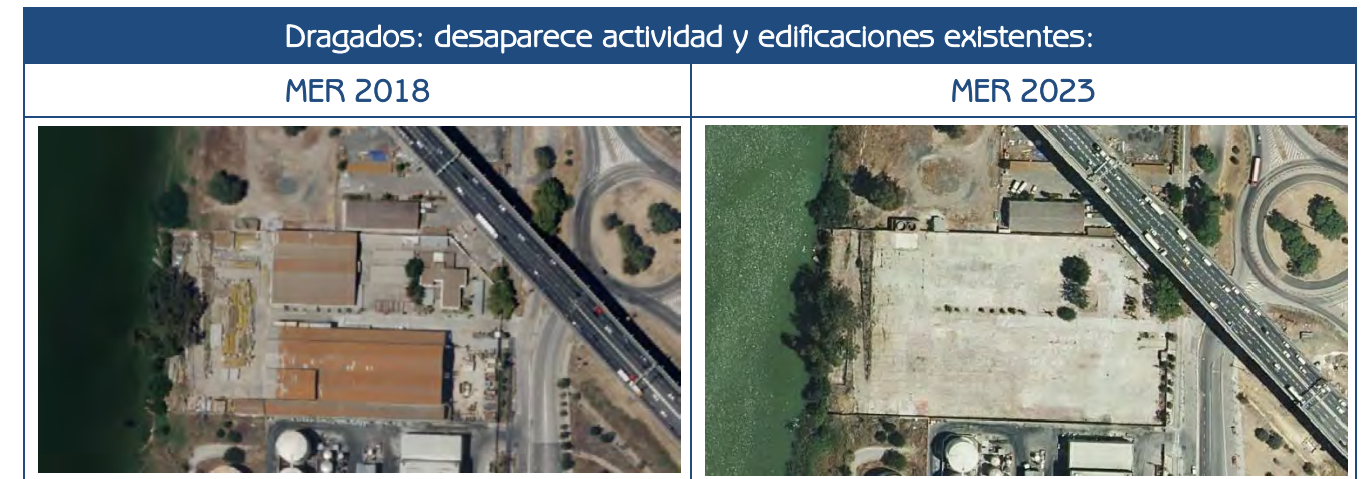 Dragados: desaparece actividad y edificaciones existentes:
MER 2018
MER 2023